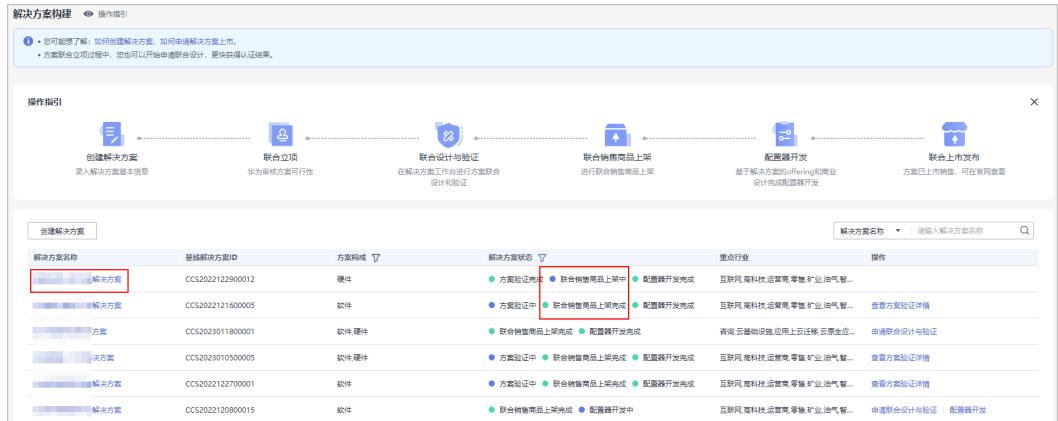 解决方案构建 操作指引
• 您可能想了解：如何创建解决方案，如何申请解决方案上市。
• 方案联合立项过程中，您也可以开始申请联合设计，更快获得认证结果。
操作指引
创建解决方案 联合立项 联合设计与验证 联合销售商品上架 配置器开发 联合上市发布
录入解决方案基本信息 华为审核方案可行性 在解决方案工作台进行方案联合 进行联合销售商品上架 基于解决方案的offering和商业 方案已上市销售，可在官网查看
设计和验证 设计完成配置器开发
创建解决方案 解决方案名称 请输入解决方案名称
解决方案名称 基线解决方案ID 方案构成 解决方案状态 重点行业 操作
解决方案 CCS2022122900012 硬件 方案验证完成 联合销售商品上架中 配置器开发完成 互联网,高科技,运营商,零售,矿业,油气,智...
解决方案 CCS2022121600005 软件 方案验证中 联合销售商品上架完成 配置器开发完成 互联网,高科技,运营商,零售,矿业,油气,智... 查看方案验证详情
方案 CCS2023011800001 软件,硬件 联合销售商品上架完成 配置器开发完成 咨询,云基础设施,应用上云迁移,云原生应... 申请联合设计与验证
决方案 CCS2023010500005 软件,硬件 方案验证中 联合销售商品上架完成 配置器开发完成 互联网,高科技,运营商,零售,矿业,油气,智... 查看方案验证详情
解决方案 CCS2022122700001 软件 方案验证中 联合销售商品上架完成 配置器开发完成 互联网,高科技,运营商,零售,矿业,油气,智... 查看方案验证详情
解决方案 CCS2022120800015 软件 联合销售商品上架完成 配置器开发中 互联网,高科技,运营商,零售,矿业,油气,智... 申请联合设计与验证 配置器开发